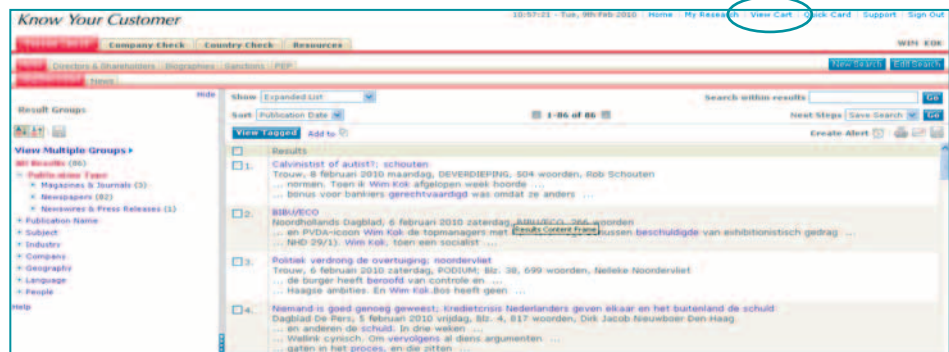 Know Your Customer
10:57:21 - Tue, 9th Feb 2010 Home My Research View Cart Quick Card Support Sign Out
Company Check Country Check Resources WIM KOK
Directors & Shareholders Biographies Sanctions PEP New Search Edit Search
News
Hide Show Expanded List Search within results Go
Result Groups Sort Publication Date 1-86 of 86 Next Steps Save Search Go
View Tagged Add to Create Alert
View Multiple Groups
All Results (86)
Publication Type
Magazines & Journals (3)
Newspapers (82)
Newswires & Press Releases (1)
Publication Name
Subject
Industry
Company
Geography
Language
People
Help
Results
1. Calvinistist of autist?; schouten
Trouw, 8 februari 2010 maandag, DEVERDIEPING, 504 woorden, Rob Schouten
... normen. Toen ik Wim Kok afgelopen week hoorde ...
... bonus voor bankiers gerechtvaardigd was omdat ze anders ...
2. BIBU/ECO
Noordhollands Dagblad, 6 februari 2010 zaterdag, BIBU/ECO, 266 woorden
... en PVDA-icoon Wim Kok de topmanagers met Results Content Frame beschuldigde van exhibitionistisch gedrag ...
... NHD 29/1). Wim Kok, toen een socialist ...
3. Politiek verdrong de overtuiging; noordervliet
Trouw, 6 februari 2010 zaterdag, PODIUM; Blz. 38, 699 woorden, Nelleke Noordervliet
... de burger heeft beroofd van controle en ...
... Haagse ambities. En Wim Kok.Bos heeft geen ...
4. Niemand is goed genoeg geweest; Kredietcrisis Nederlanders geven elkaar en het buitenland de schuld
Dagblad De Pers, 5 februari 2010 vrijdag, Blz. 4, 817 woorden, Dirk Jacob Nieuwboer Den Haag
... en anderen de schuld. In drie weken ...
... Wellink cynisch. Om vervolgens al diens argumenten ...
... gaten in het proces, en die zitten ...